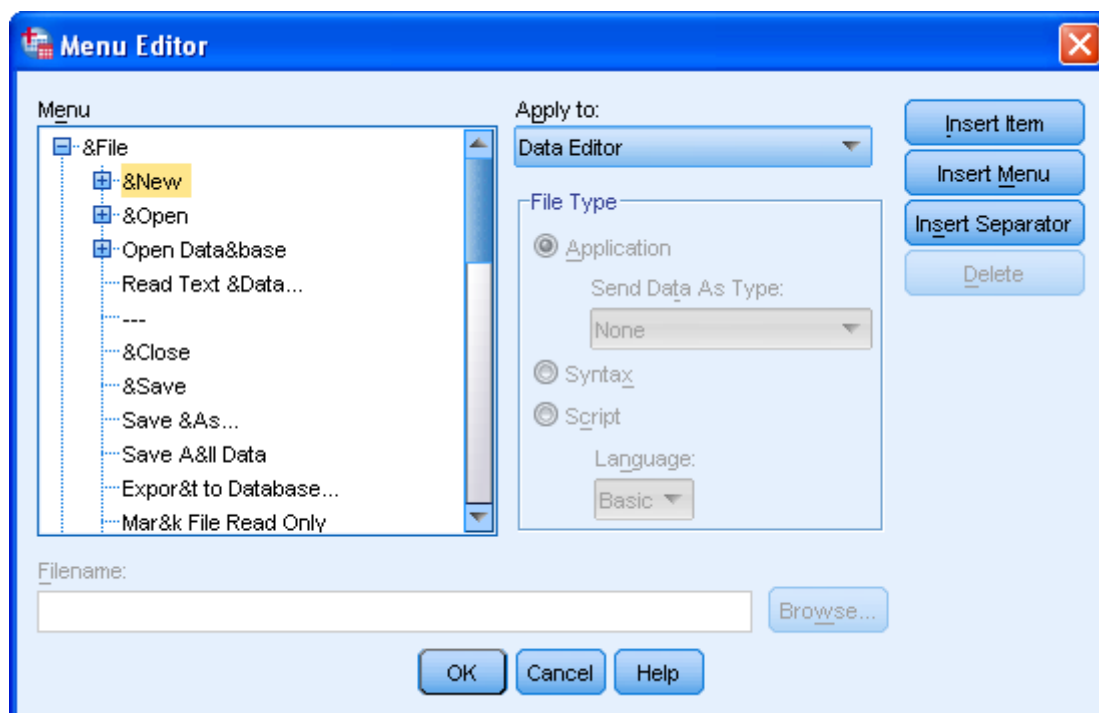 Menu Editor
Menu
&File
&New
&Open
Open Data&base
Read Text &Data...
---
&Close
&Save
Save &As...
Save A&ll Data
Expor&t to Database...
Mar&k File Read Only
Apply to:
Data Editor
File Type
Application
Send Data As Type:
None
Syntax
Script
Language:
Basic
Insert Item
Insert Menu
Insert Separator
Delete
Filename:
Browse...
OK
Cancel
Help